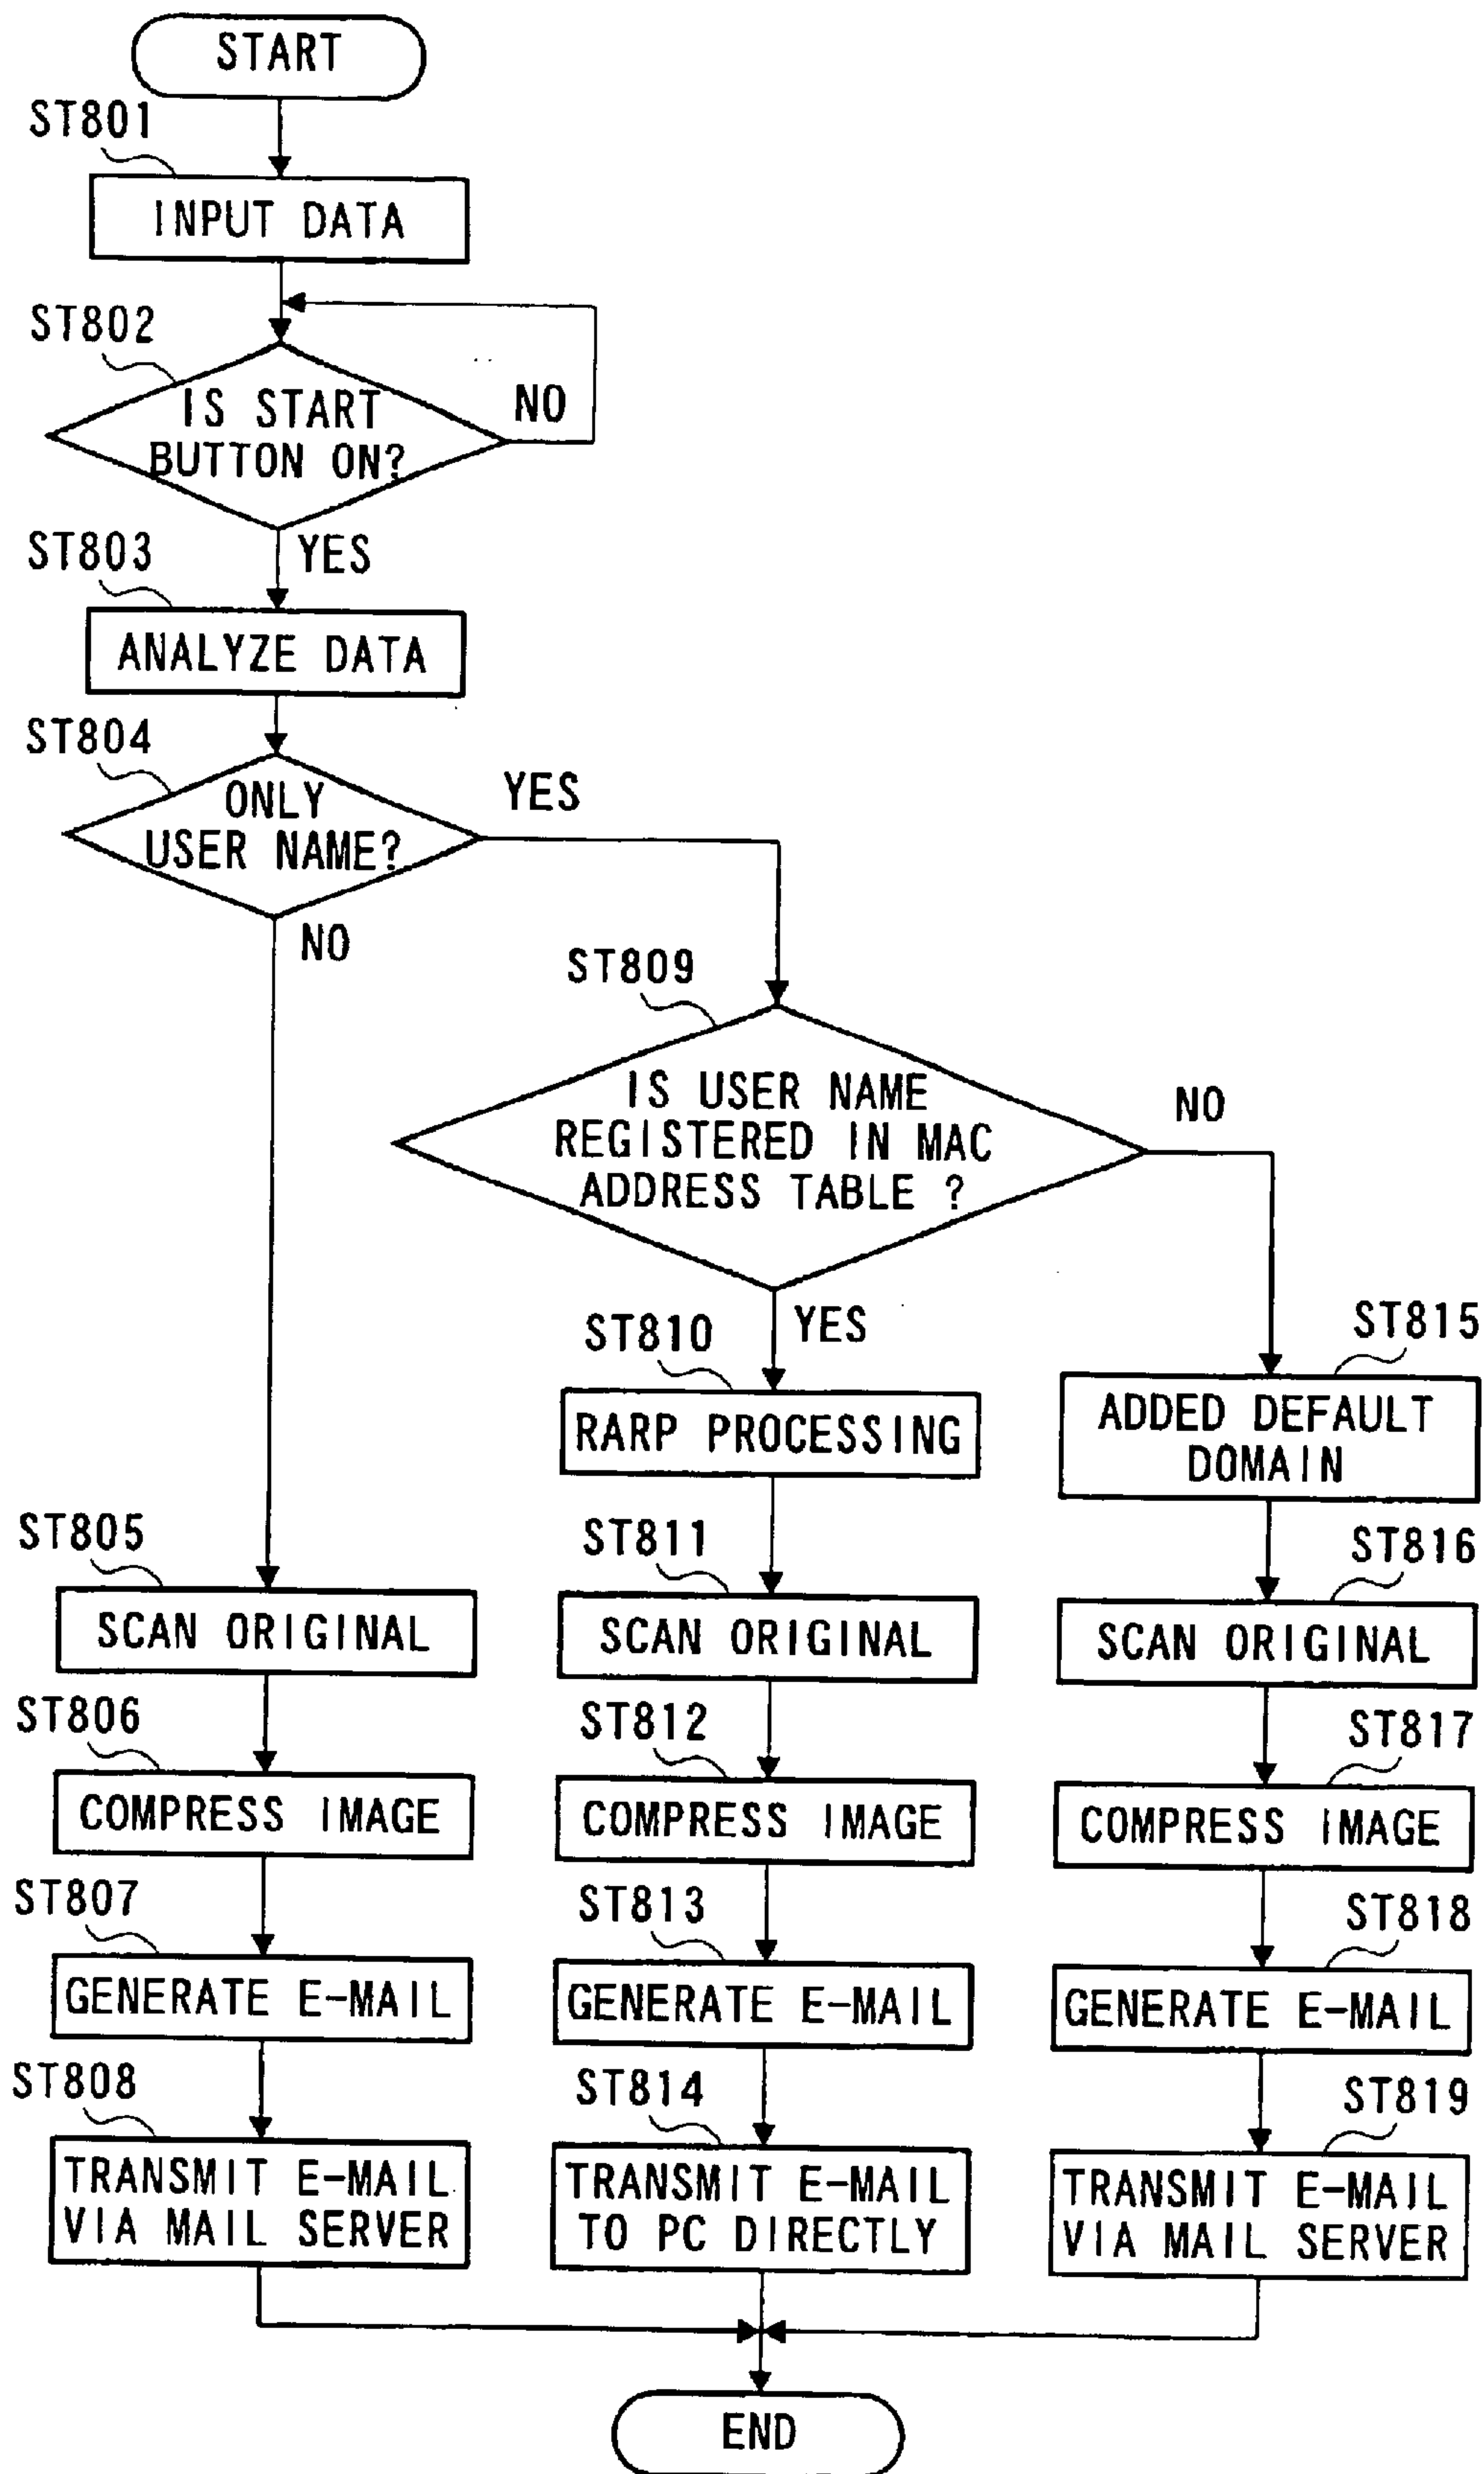 START
ST801
INPUT DATA
ST802
IS START
BUTTON ON?
NO
YES
ST803
ANALYZE DATA
ST804
ONLY
USER NAME?
YES
NO
ST809
IS USER NAME
REGISTERED IN MAC
ADDRESS TABLE ?
NO
YES
ST805
SCAN ORIGINAL
ST806
COMPRESS IMAGE
ST807
GENERATE E-MAIL
ST808
TRANSMIT E-MAIL
VIA MAIL SERVER
ST810
RARP PROCESSING
ST811
SCAN ORIGINAL
ST812
COMPRESS IMAGE
ST813
GENERATE E-MAIL
ST814
TRANSMIT E-MAIL
TO PC DIRECTLY
ST815
ADDED DEFAULT
DOMAIN
ST816
SCAN ORIGINAL
ST817
COMPRESS IMAGE
ST818
GENERATE E-MAIL
ST819
TRANSMIT E-MAIL
VIA MAIL SERVER
END